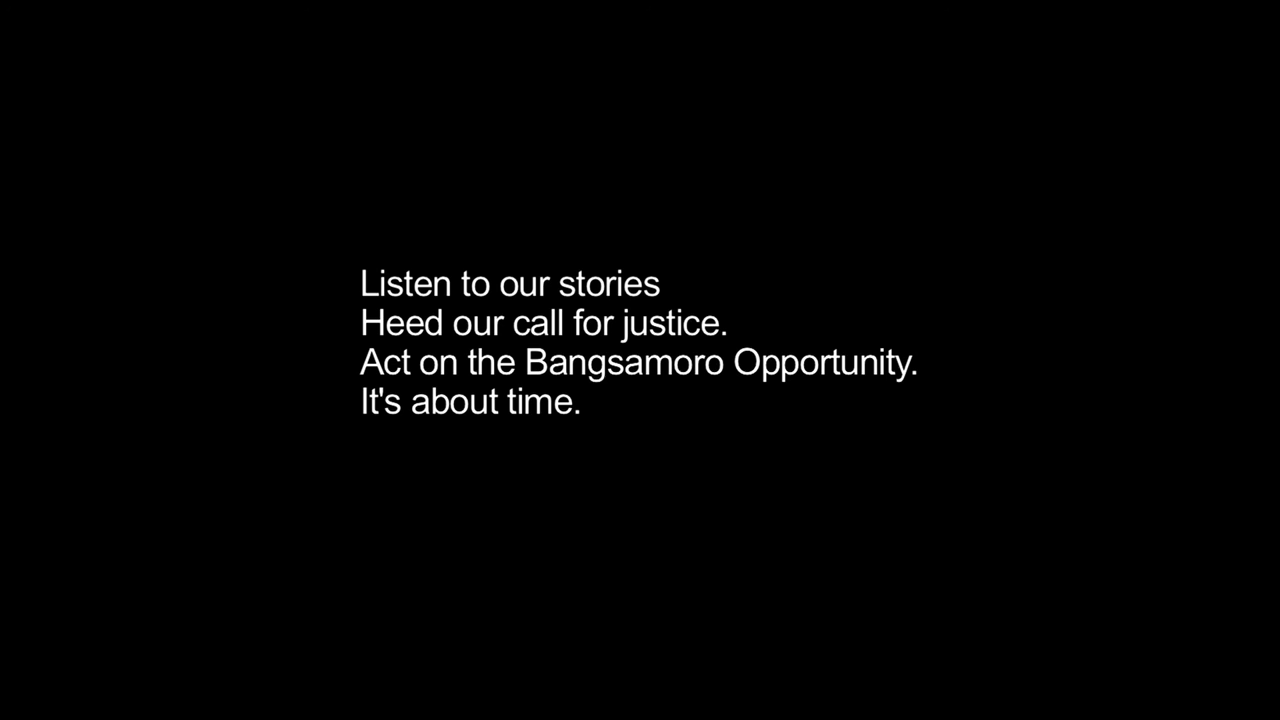 Listen to our stories
Heed our call for justice.
Act on the Bangsamoro Opportunity.
It's about time.